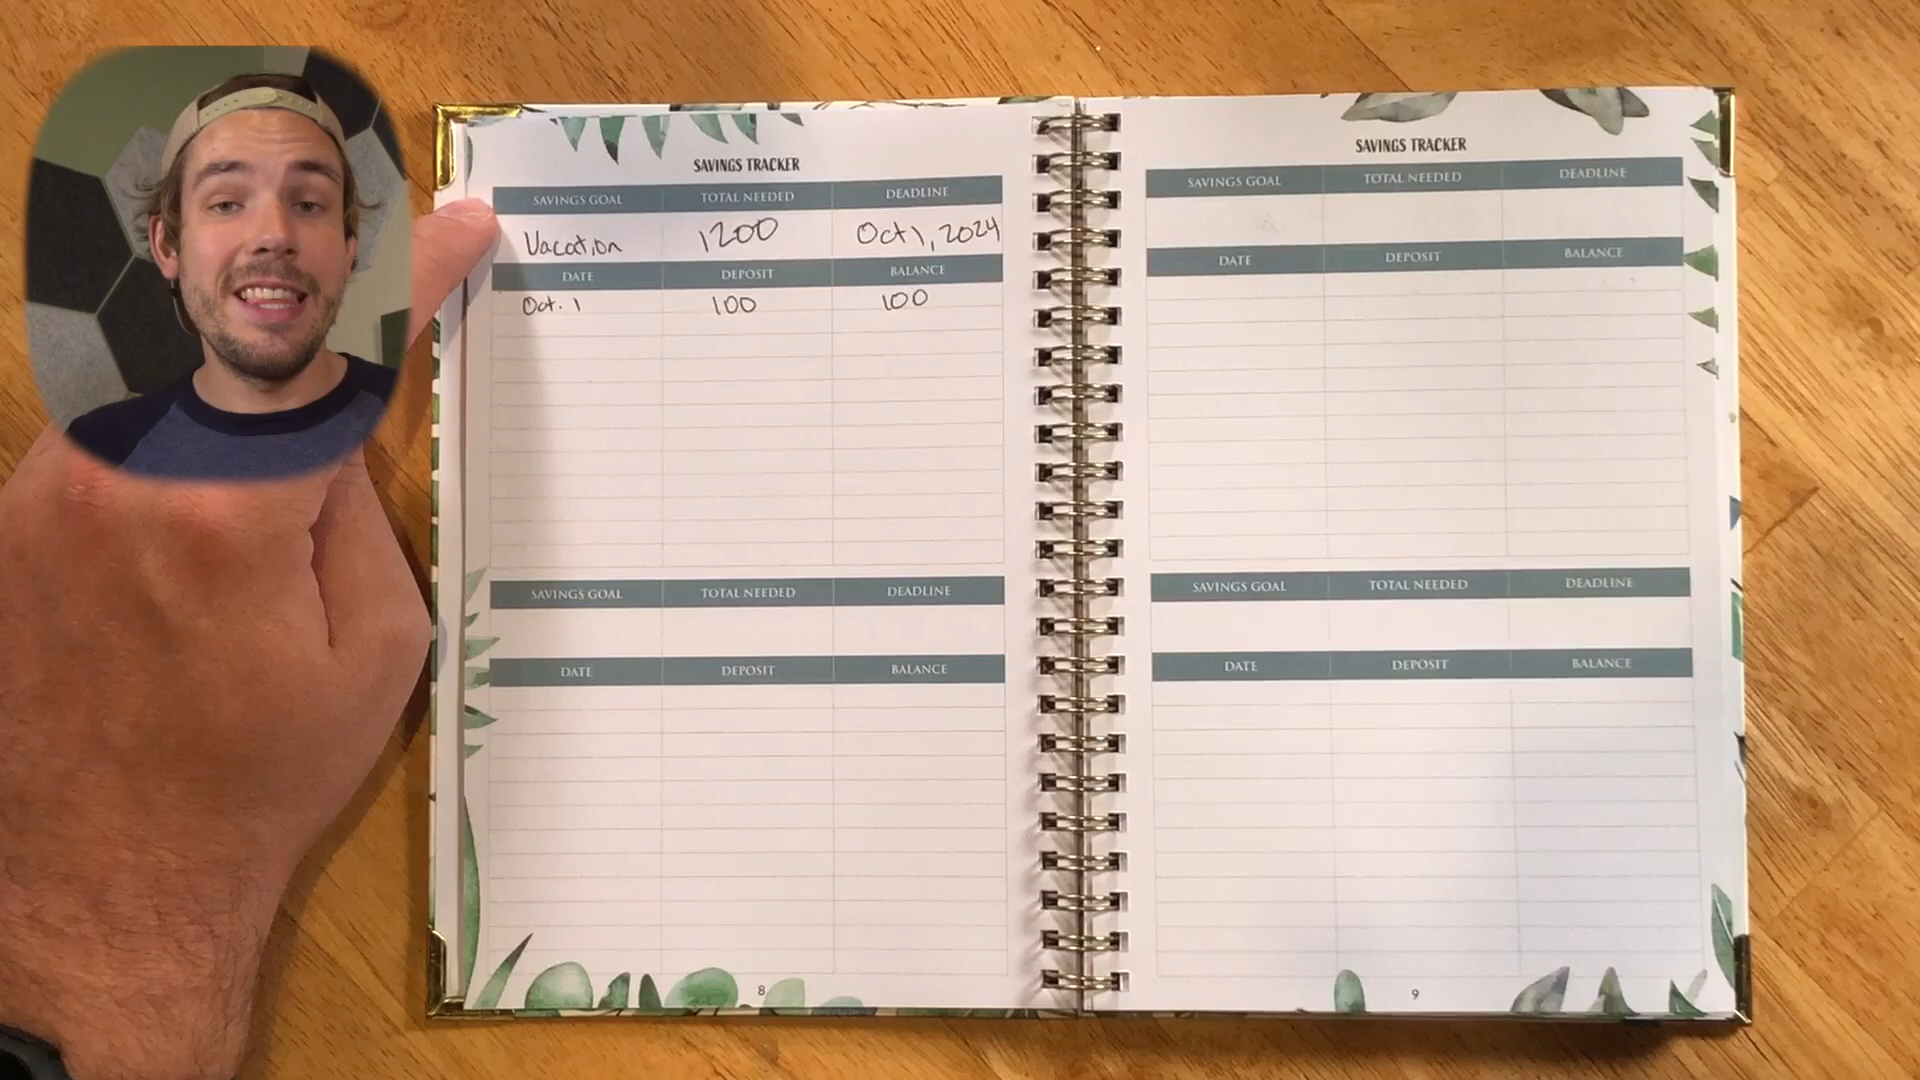 SAVINGS TRACKER
SAVINGS GOAL TOTAL NEEDED DEADLINE
Vacation 1200 Oct 1, 2024
DATE DEPOSIT BALANCE
Oct. 1 100 100
SAVINGS GOAL TOTAL NEEDED DEADLINE
DATE DEPOSIT BALANCE
8
SAVINGS TRACKER
SAVINGS GOAL TOTAL NEEDED DEADLINE
DATE DEPOSIT BALANCE
SAVINGS GOAL TOTAL NEEDED DEADLINE
DATE DEPOSIT BALANCE
9